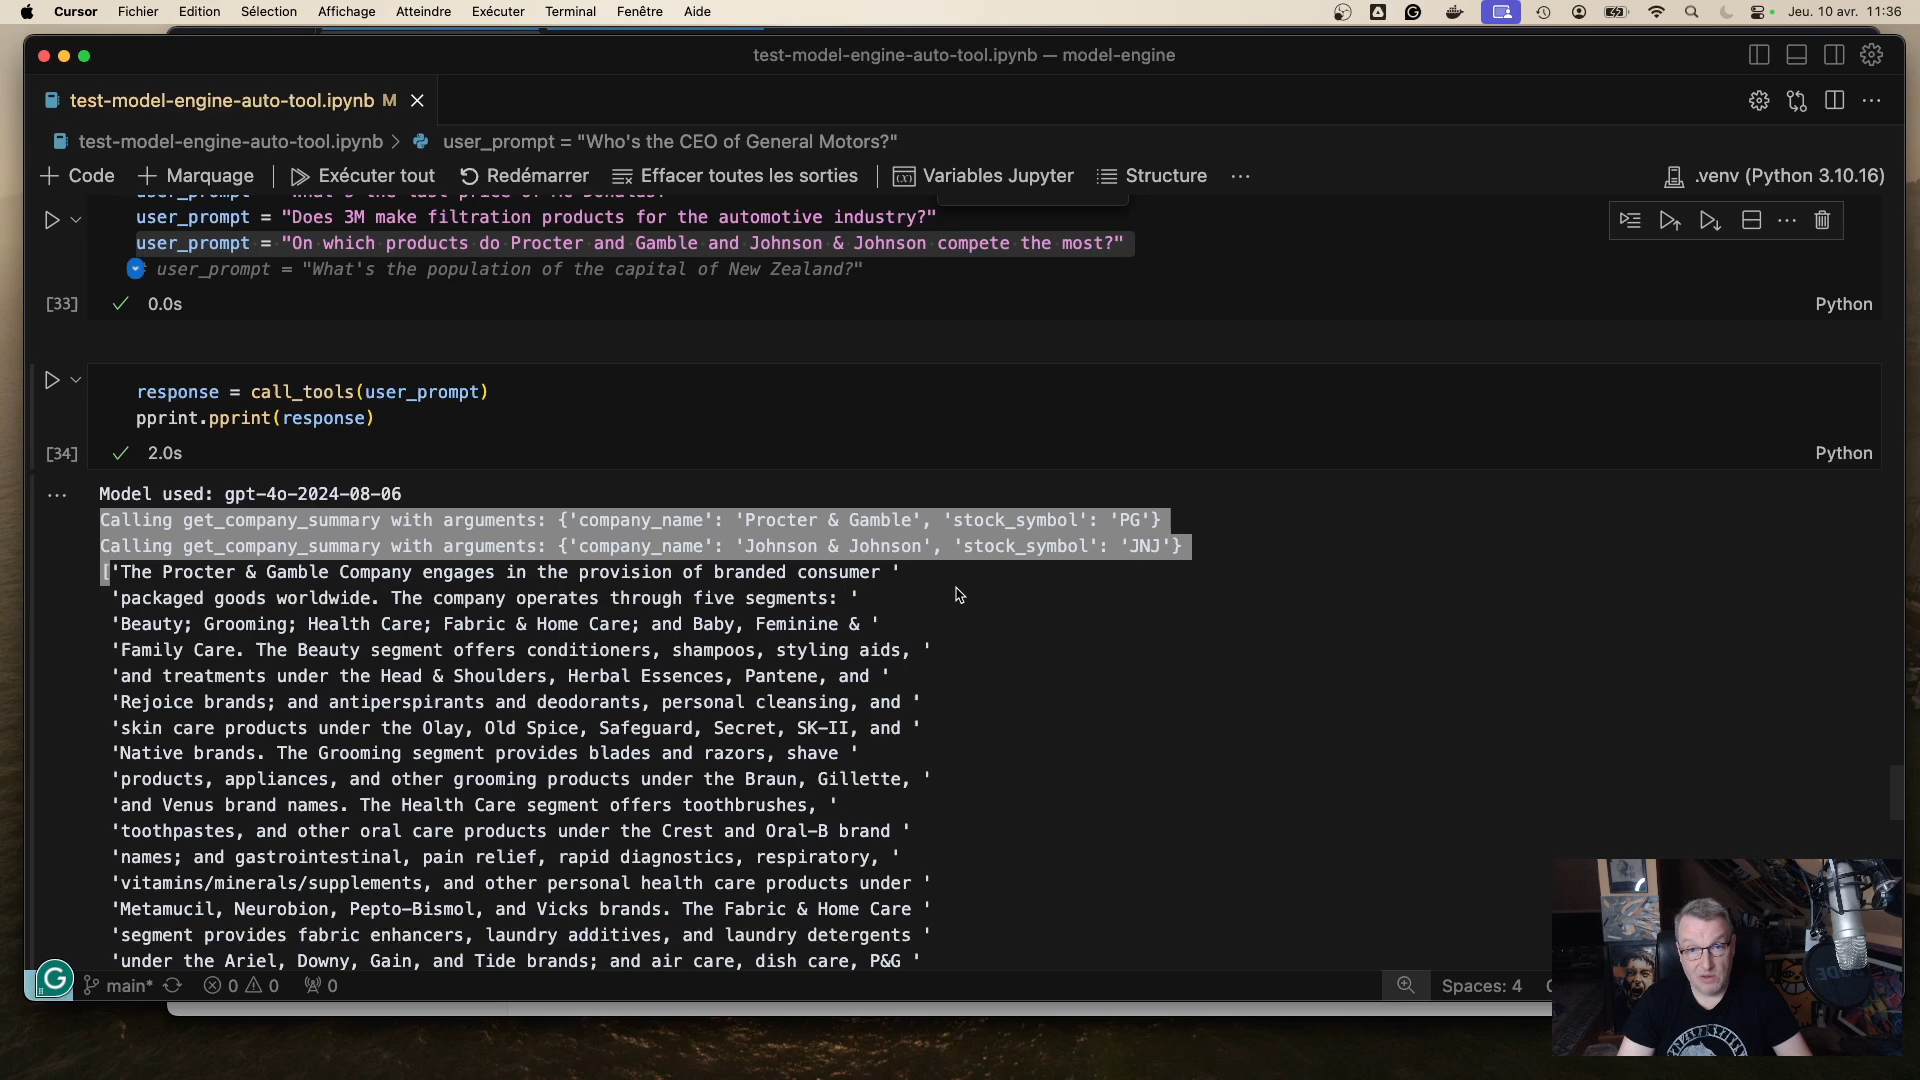 Cursor Fichier Edition Sélection Affichage Atteindre Exécuter Terminal Fenêtre Aide Jeu. 10 avr. 11:36
test-model-engine-auto-tool.ipynb — model-engine
test-model-engine-auto-tool.ipynb M
test-model-engine-auto-tool.ipynb > user_prompt = "Who's the CEO of General Motors?"
+ Code + Marquage Exécuter tout Redémarrer Effacer toutes les sorties Variables Jupyter Structure ... .venv (Python 3.10.16)
user_prompt = "Does 3M make filtration products for the automotive industry?"
user_prompt = "On which products do Procter and Gamble and Johnson & Johnson compete the most?"
user_prompt = "What's the population of the capital of New Zealand?"
[33] 0.0s Python
response = call_tools(user_prompt)
pprint.pprint(response)
[34] 2.0s Python
Model used: gpt-4o-2024-08-06
Calling get_company_summary with arguments: {'company_name': 'Procter & Gamble', 'stock_symbol': 'PG'}
Calling get_company_summary with arguments: {'company_name': 'Johnson & Johnson', 'stock_symbol': 'JNJ'}
['The Procter & Gamble Company engages in the provision of branded consumer '
'packaged goods worldwide. The company operates through five segments: '
'Beauty; Grooming; Health Care; Fabric & Home Care; and Baby, Feminine & '
'Family Care. The Beauty segment offers conditioners, shampoos, styling aids, '
'and treatments under the Head & Shoulders, Herbal Essences, Pantene, and '
'Rejoice brands; and antiperspirants and deodorants, personal cleansing, and '
'skin care products under the Olay, Old Spice, Safeguard, Secret, SK-II, and '
'Native brands. The Grooming segment provides blades and razors, shave '
'products, appliances, and other grooming products under the Braun, Gillette, '
'and Venus brand names. The Health Care segment offers toothbrushes, '
'toothpastes, and other oral care products under the Crest and Oral-B brand '
'names; and gastrointestinal, pain relief, rapid diagnostics, respiratory, '
'vitamins/minerals/supplements, and other personal health care products under '
'Metamucil, Neurobion, Pepto-Bismol, and Vicks brands. The Fabric & Home Care '
'segment provides fabric enhancers, laundry additives, and laundry detergents '
'under the Ariel, Downy, Gain, and Tide brands; and air care, dish care, P&G '
main* 0 0 0 Spaces: 4